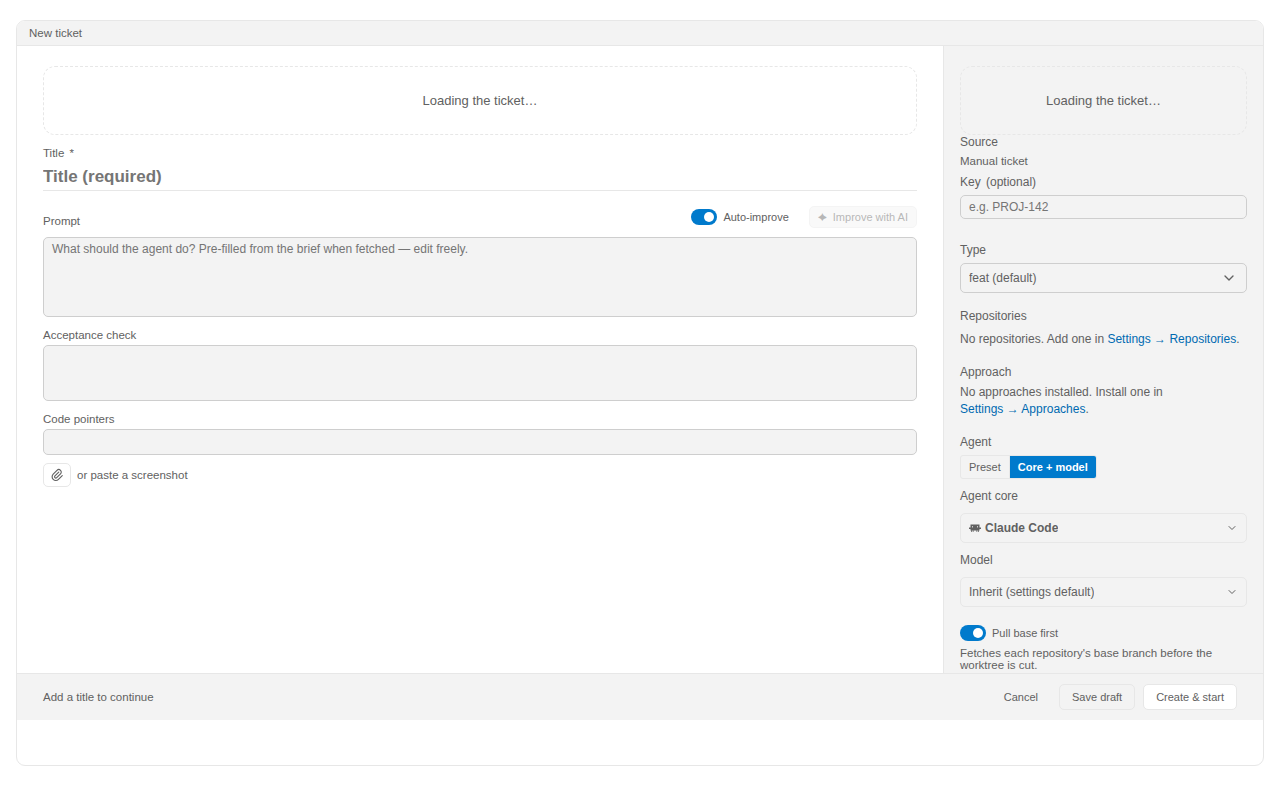 New ticket
Loading the ticket…
Title *
Title (required)
Prompt
Auto-improve
Improve with AI
What should the agent do? Pre-filled from the brief when fetched — edit freely.
Acceptance check
Code pointers
or paste a screenshot
Loading the ticket…
Source
Manual ticket
Key (optional)
e.g. PROJ-142
Type
feat (default)
Repositories
No repositories. Add one in Settings → Repositories.
Approach
No approaches installed. Install one in
Settings → Approaches.
Agent
Preset
Core + model
Agent core
Claude Code
Model
Inherit (settings default)
Pull base first
Fetches each repository's base branch before the
worktree is cut.
Add a title to continue
Cancel
Save draft
Create & start